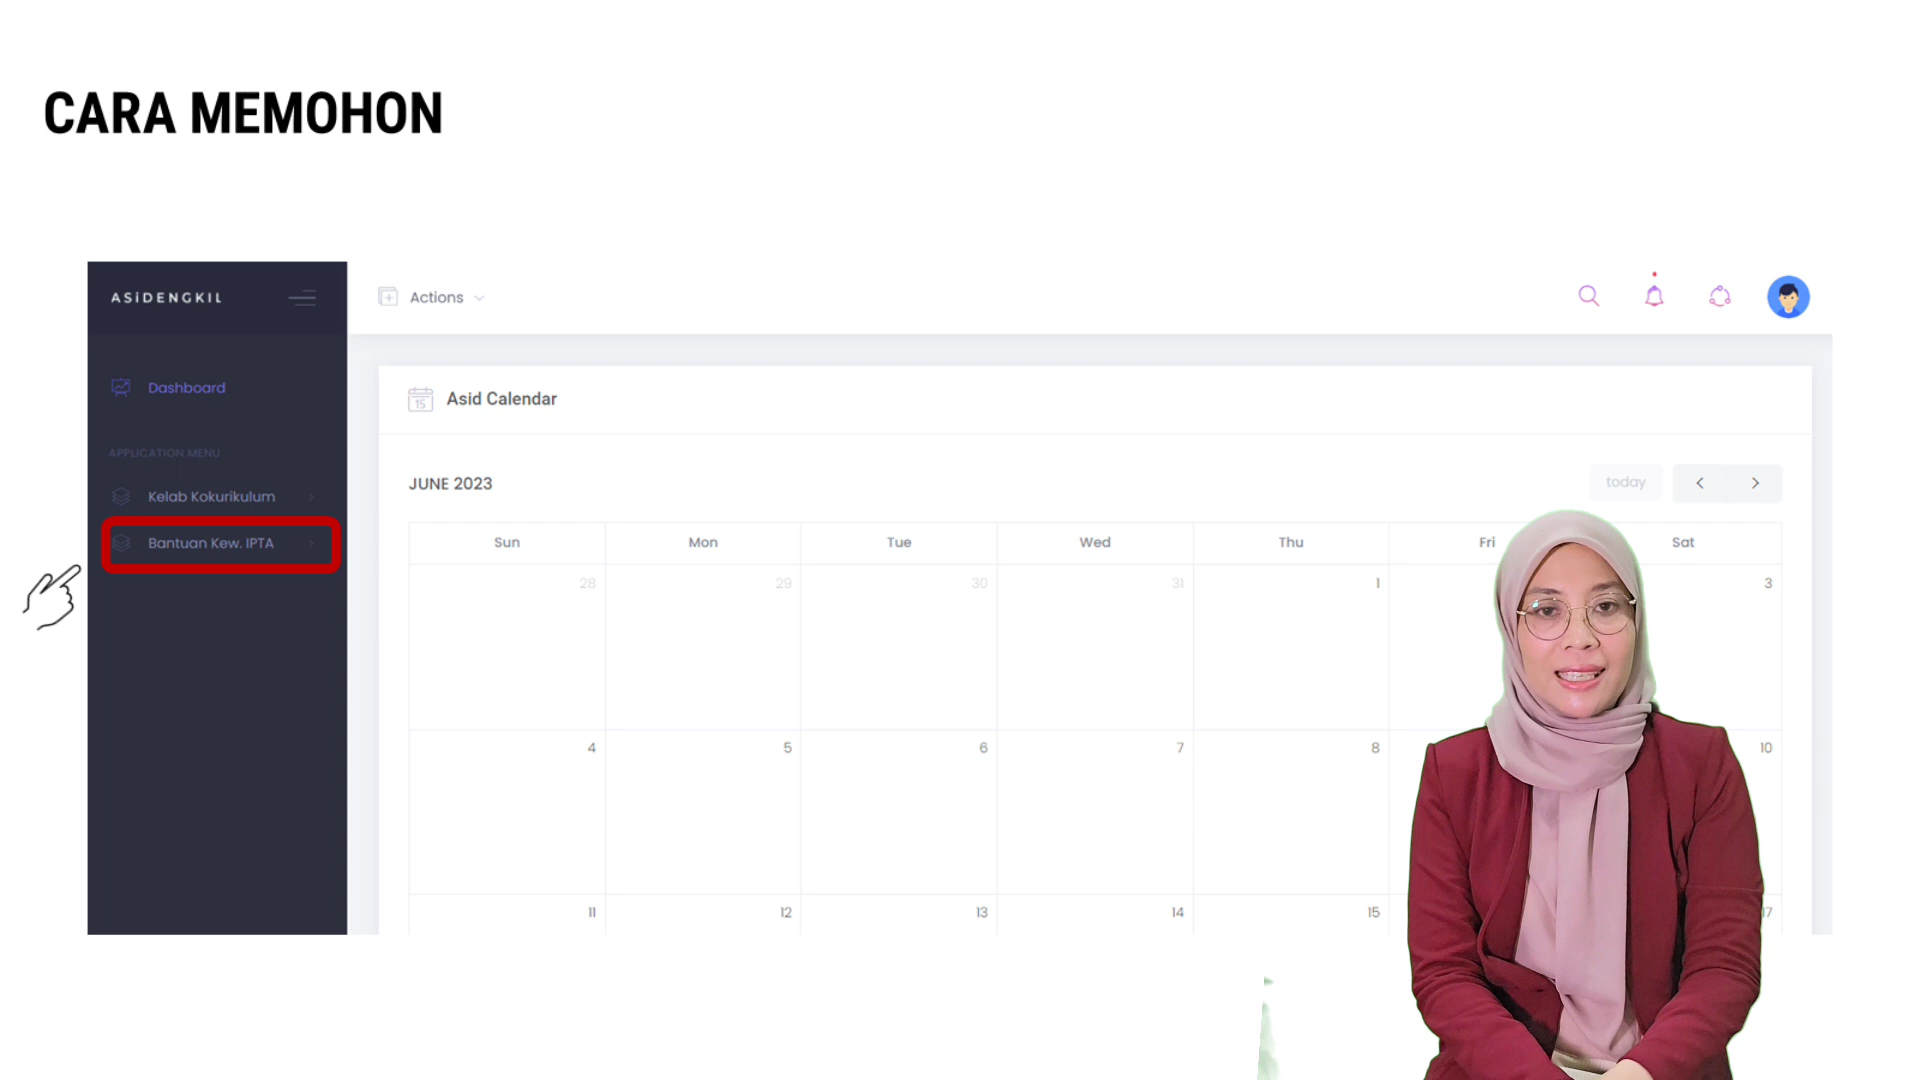 CARA MEMOHON
ASiDENGKIL
Actions
Dashboard
15
Asid Calendar
APPLICATION MENU
JUNE 2023
today
Kelab Kokurikulum
Bantuan Kew. IPTA
Sun Mon Tue Wed Thu Fri Sat
28 29 30 31 1 3
4 5 6 7 8 10
11 12 13 14 15 17